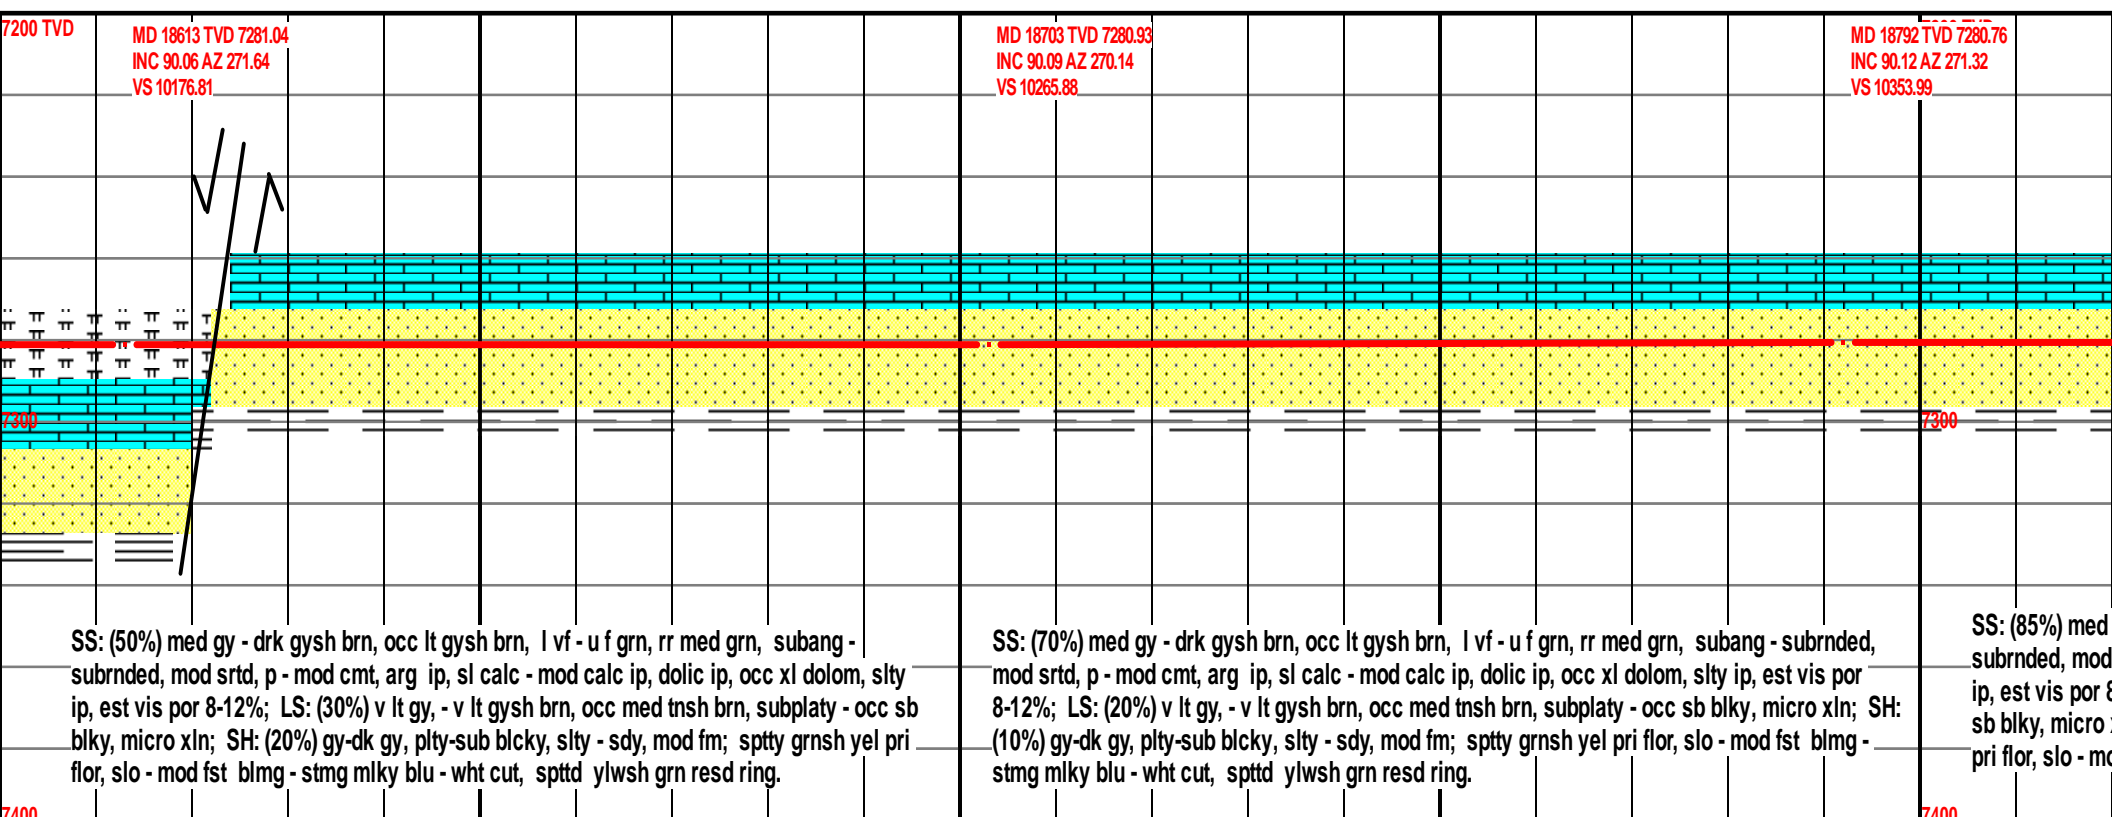 7200 TVD
MD 18613 TVD 7281.04
INC 90.06 AZ 271.64
VS 10176.81
MD 18703 TVD 7280.93
INC 90.09 AZ 270.14
VS 10265.88
MD 18792 TVD 7280.76
INC 90.12 AZ 271.32
VS 10353.99
7300
7300
SS: (50%) med gy - drk gysh brn, occ lt gysh brn, l vf - u f grn, rr med grn, subang -
subrnded, mod srtd, p - mod cmt, arg ip, sl calc - mod calc ip, dolic ip, occ xl dolom, slty
ip, est vis por 8-12%; LS: (30%) v lt gy, - v lt gysh brn, occ med tnsh brn, subplaty - occ sb
blky, micro xln; SH: (20%) gy-dk gy, plty-sub blcky, slty - sdy, mod fm; sptty grnsh yel pri
flor, slo - mod fst blmg - stmg mlky blu - wht cut, spttd ylwsh grn resd ring.
SS: (70%) med gy - drk gysh brn, occ lt gysh brn, l vf - u f grn, rr med grn, subang - subrnded,
mod srtd, p - mod cmt, arg ip, sl calc - mod calc ip, dolic ip, occ xl dolom, slty ip, est vis por
8-12%; LS: (20%) v lt gy, - v lt gysh brn, occ med tnsh brn, subplaty - occ sb blky, micro xln; SH:
(10%) gy-dk gy, plty-sub blcky, slty - sdy, mod fm; sptty grnsh yel pri flor, slo - mod fst blmg -
stmg mlky blu - wht cut, spttd ylwsh grn resd ring.
SS: (85%) med
subrnded, mod
ip, est vis por 8
sb blky, micro
pri flor, slo - mo
7400
7400